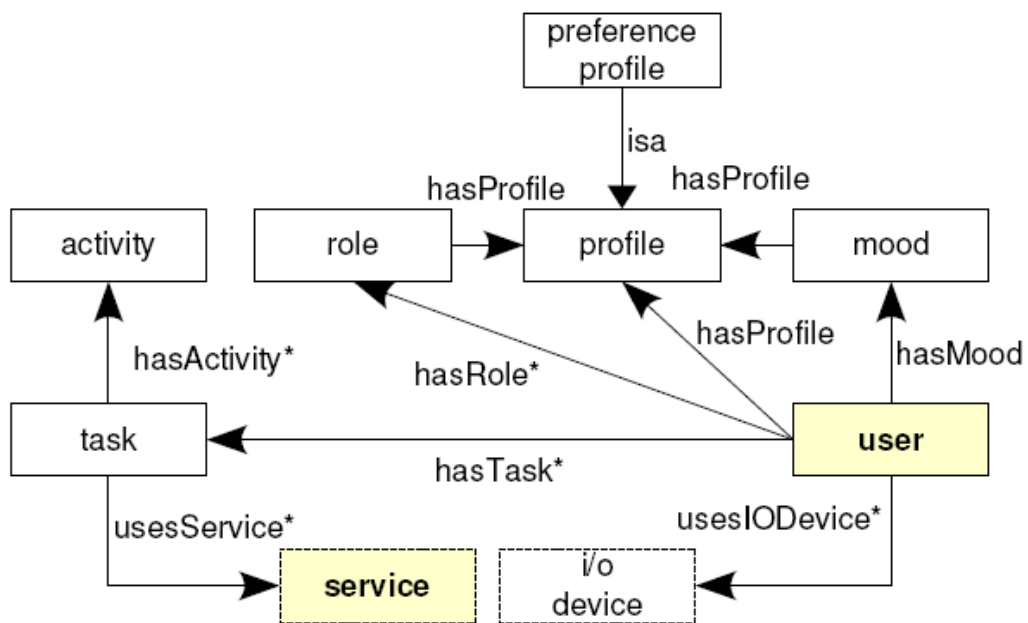 preference
profile
isa
hasProfile
hasProfile
activity
role
profile
mood
hasActivity*
hasRole*
hasProfile
hasMood
task
user
hasTask*
usesService*
usesIODevice*
service
i/o
device